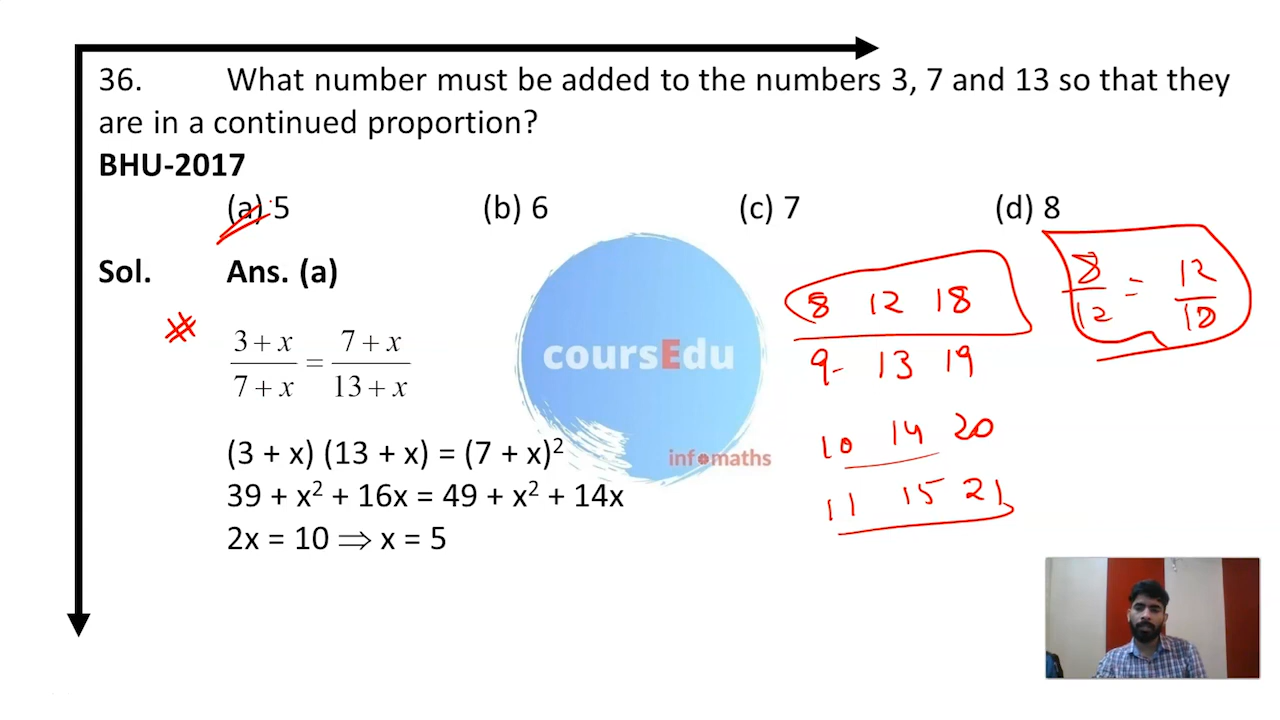 36. What number must be added to the numbers 3, 7 and 13 so that they
are in a continued proportion?
BHU-2017
(a) 5 (b) 6 (c) 7 (d) 8
Sol. Ans. (a)
(3 + x)/(7 + x) = (7 + x)/(13 + x)
(3 + x) (13 + x) = (7 + x)²
39 + x² + 16x = 49 + x² + 14x
2x = 10 ⇒ x = 5
8 12 18
9 13 19
10 14 20
11 15 21
8/12 = 12/18
coursEdu
infomaths